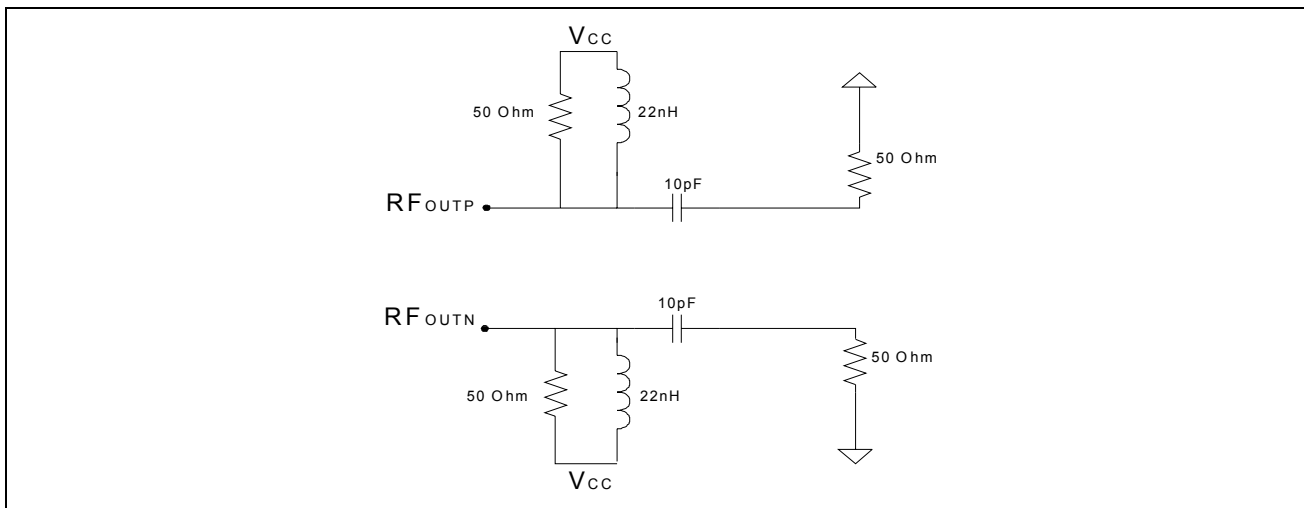 VCC
50 Ohm
22nH
50 Ohm
10pF
RFOUTP
10pF
RFOUTN
50 Ohm
50 Ohm
22nH
VCC